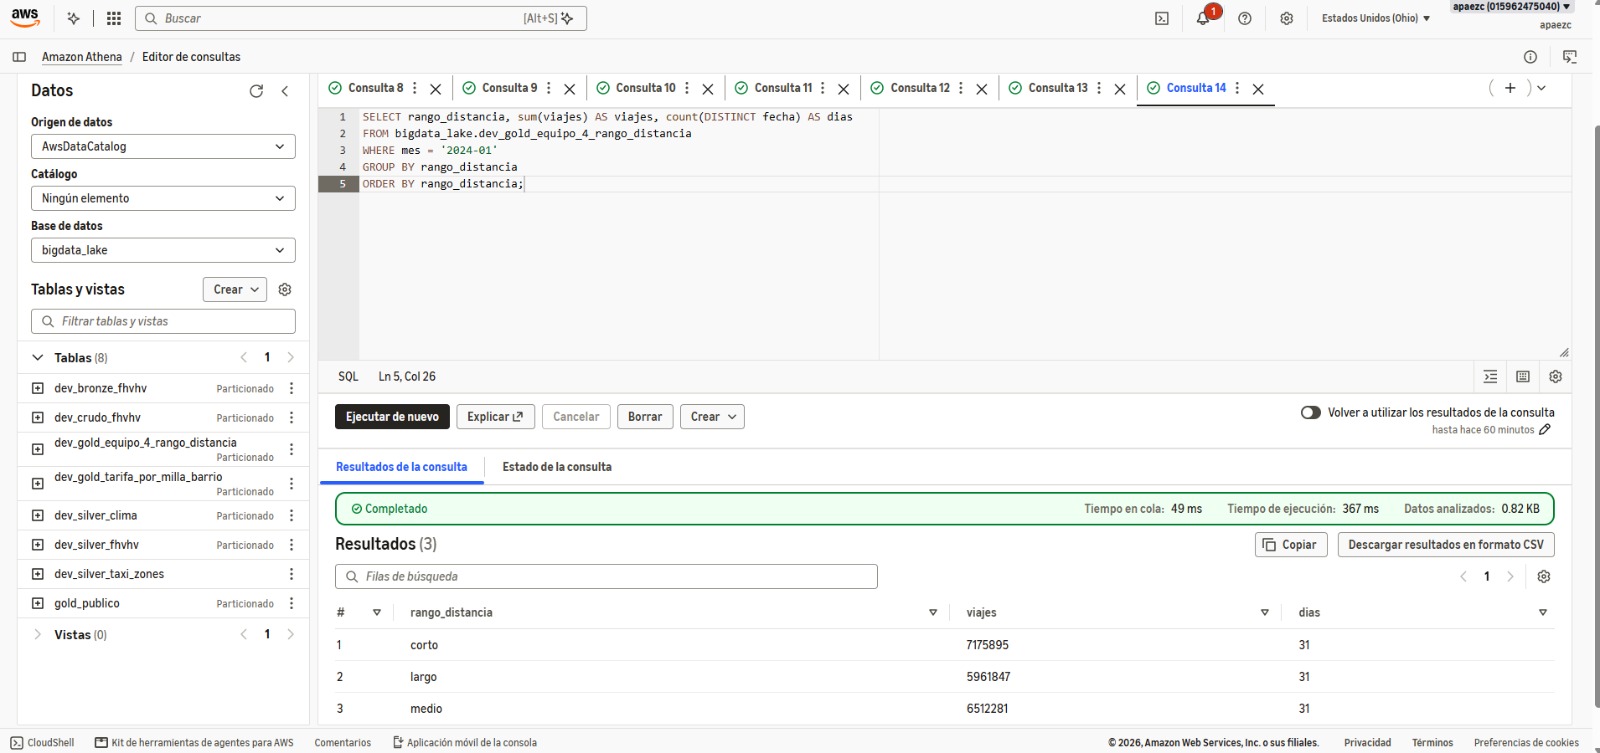 aws
Buscar
[Alt+S]
1
Estados Unidos (Ohio)
apaezc (015962475040)
apaezc
Amazon Athena / Editor de consultas
Datos
Origen de datos
AwsDataCatalog
Catálogo
Ningún elemento
Base de datos
bigdata_lake
Tablas y vistas
Crear
Filtrar tablas y vistas
Tablas (8)
1
dev_bronze_fhvhv Particionado
dev_crudo_fhvhv Particionado
dev_gold_equipo_4_rango_distancia
Particionado
dev_gold_tarifa_por_milla_barrio
Particionado
dev_silver_clima Particionado
dev_silver_fhvhv Particionado
dev_silver_taxi_zones
gold_publico Particionado
Vistas (0)
1
Consulta 8
Consulta 9
Consulta 10
Consulta 11
Consulta 12
Consulta 13
Consulta 14
1 SELECT rango_distancia, sum(viajes) AS viajes, count(DISTINCT fecha) AS dias
2 FROM bigdata_lake.dev_gold_equipo_4_rango_distancia
3 WHERE mes = '2024-01'
4 GROUP BY rango_distancia
5 ORDER BY rango_distancia;
SQL Ln 5, Col 26
Ejecutar de nuevo
Explicar
Cancelar
Borrar
Crear
Volver a utilizar los resultados de la consulta
hasta hace 60 minutos
Resultados de la consulta
Estado de la consulta
Completado
Tiempo en cola: 49 ms
Tiempo de ejecución: 367 ms
Datos analizados: 0.82 KB
Resultados (3)
Copiar
Descargar resultados en formato CSV
Filas de búsqueda
1
# rango_distancia viajes dias
1 corto 7175895 31
2 largo 5961847 31
3 medio 6512281 31
CloudShell
Kit de herramientas de agentes para AWS
Comentarios
Aplicación móvil de la consola
© 2026, Amazon Web Services, Inc. o sus filiales.
Privacidad
Términos
Preferencias de cookies